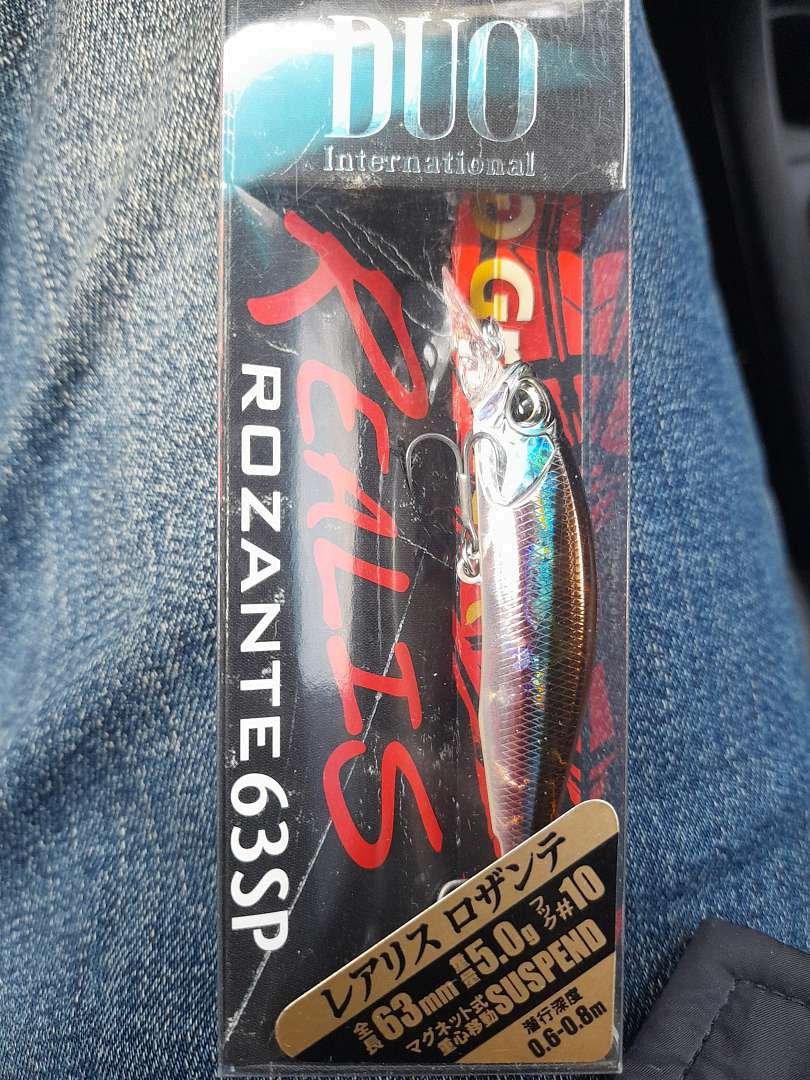 DUO
International
REALIS
ROZANTE63SP
レアリス ロザンテ
全長63mm 重量5.0g フック#10
マグネット式重心移動 SUSPEND
潜行深度
0.6-0.8m